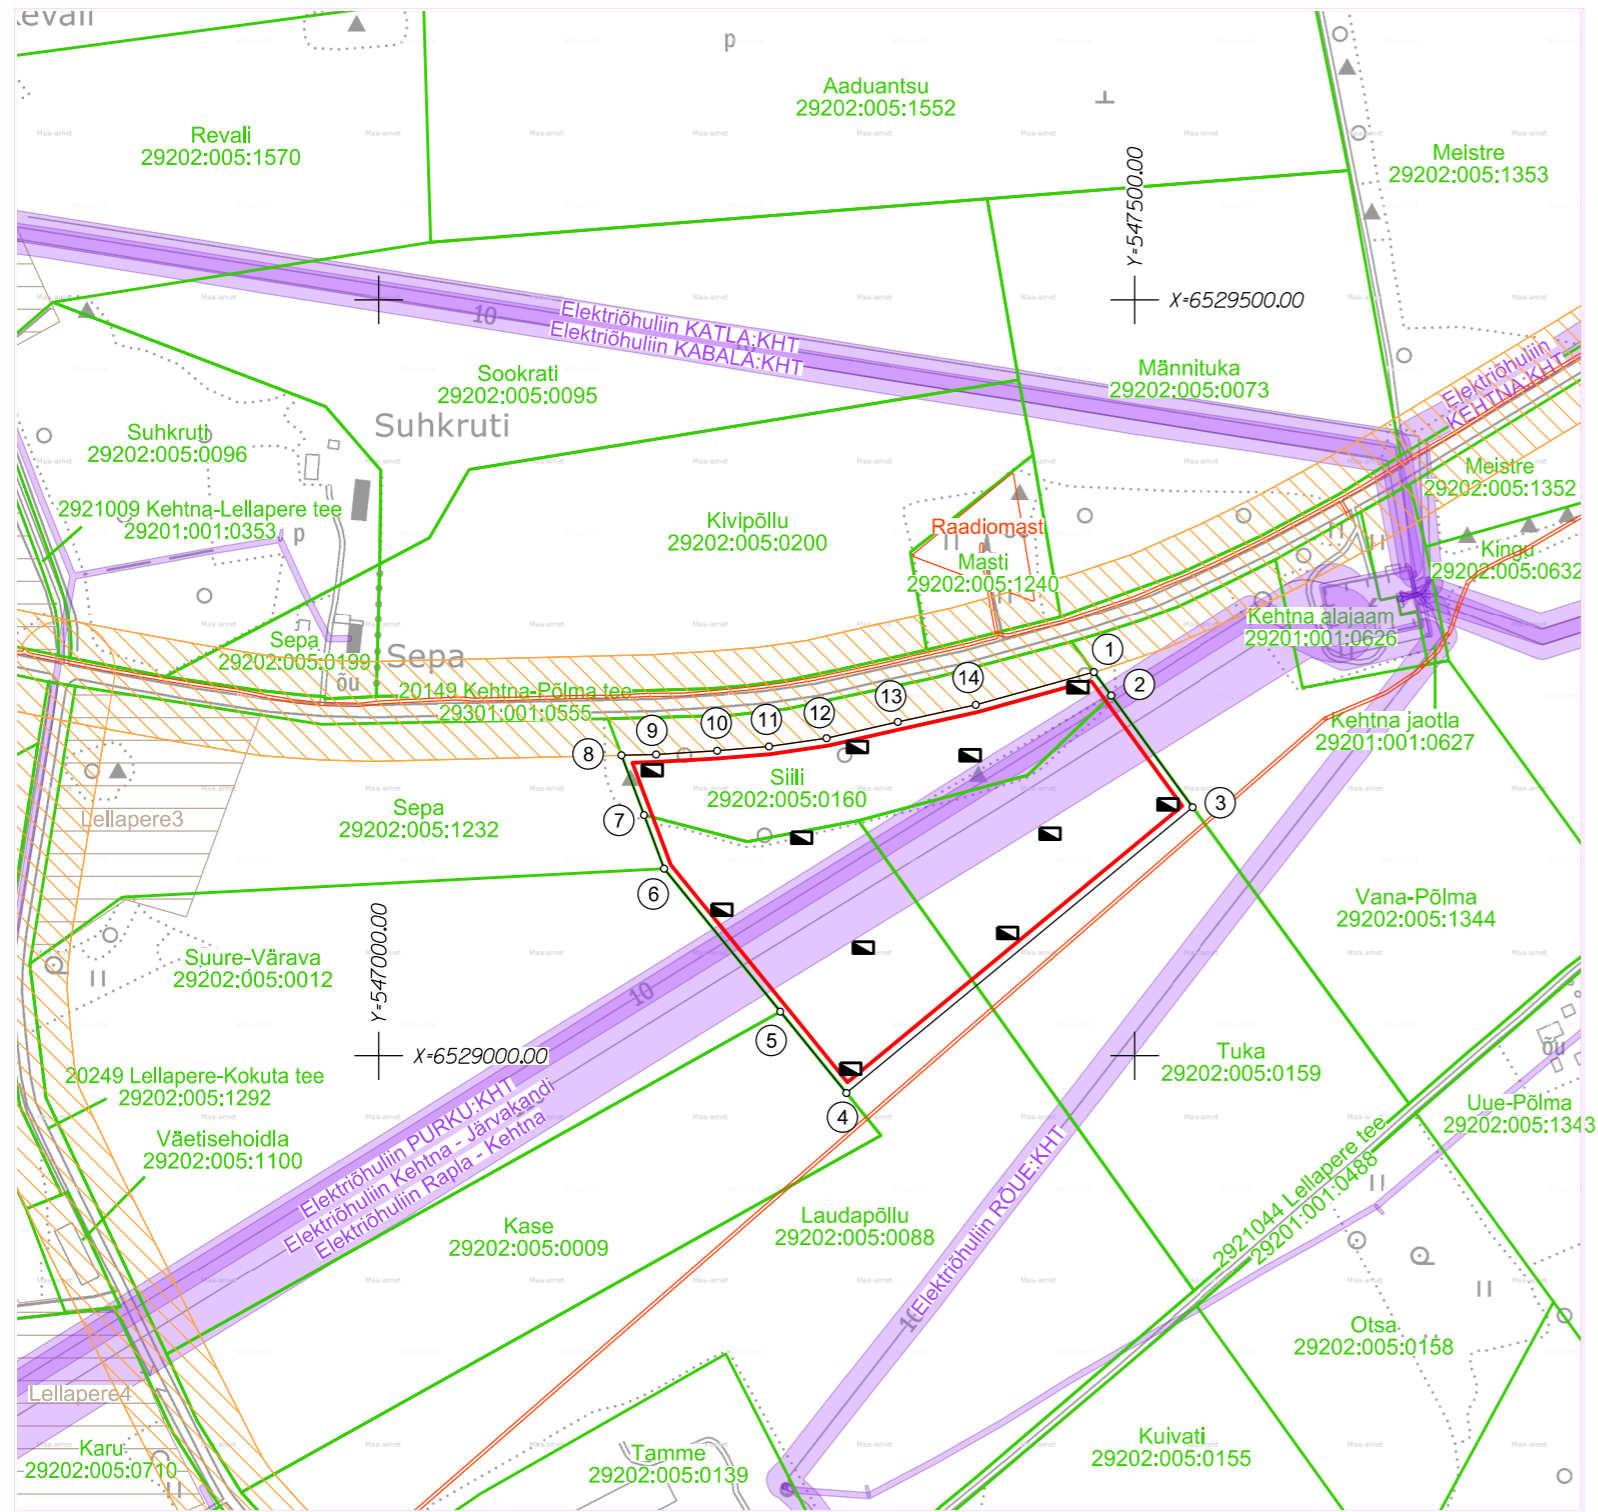 evali
p
Aaduantsu
29202:005:1552
Revali
29202:005:1570
Meistre
29202:005:1353
Y=547500.00
X=6529500.00
10
Elektriõhuliin KATLA:KHT
Elektriõhuliin KABALA:KHT
Männituka
29202:005:0073
Elektriõhuliin
KEHTNA:KHT
Sookrati
29202:005:0095
Suhkruti
Suhkruti
29202:005:0096
Meistre
29202:005:1352
2921009 Kehtna-Lellapere tee
29201:001:0353
p
Kivipõllu
29202:005:0200
Raadiomast
Masti
29202:005:1240
Kingu
29202:005:0632
Kehtna alajaam
29201:001:0626
Sepa
29202:005:0199
Sepa
õu
20149 Kehtna-Põlma tee
29301:001:0555
1
2
14
13
12
11
10
9
8
Kehtna jaotla
29201:001:0627
Siili
29202:005:0160
3
7
Lellapere3
Sepa
29202:005:1232
6
Vana-Põlma
29202:005:1344
Suure-Värava
29202:005:0012
Y=547000.00
10
5
X=6529000.00
4
Tuka
29202:005:0159
õu
20249 Lellapere-Kokuta tee
29202:005:1292
Uue-Põlma
29202:005:1343
Väetisehoidla
29202:005:1100
Elektriõhuliin PURKU:KHT
Elektriõhuliin Kehtna - Järvakandi
Elektriõhuliin Rapla - Kehtna
Elektriõhuliin RÕUE:KHT
10
2921044 Lellapere tee
29201:001:0488
Kase
29202:005:0009
Laudapõllu
29202:005:0088
Otsa
29202:005:0158
Lellapere4
Karu
29202:005:0710
Tamme
29202:005:0139
Kuivati
29202:005:0155